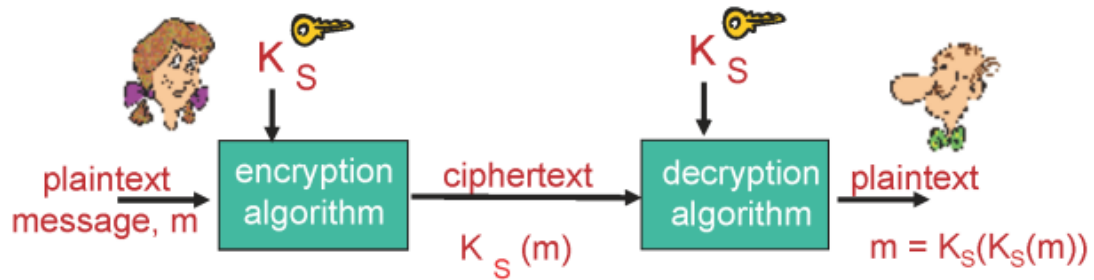 K S
K S
plaintext
message, m
encryption
algorithm
ciphertext
K S (m)
decryption
algorithm
plaintext
m = KS(KS(m))